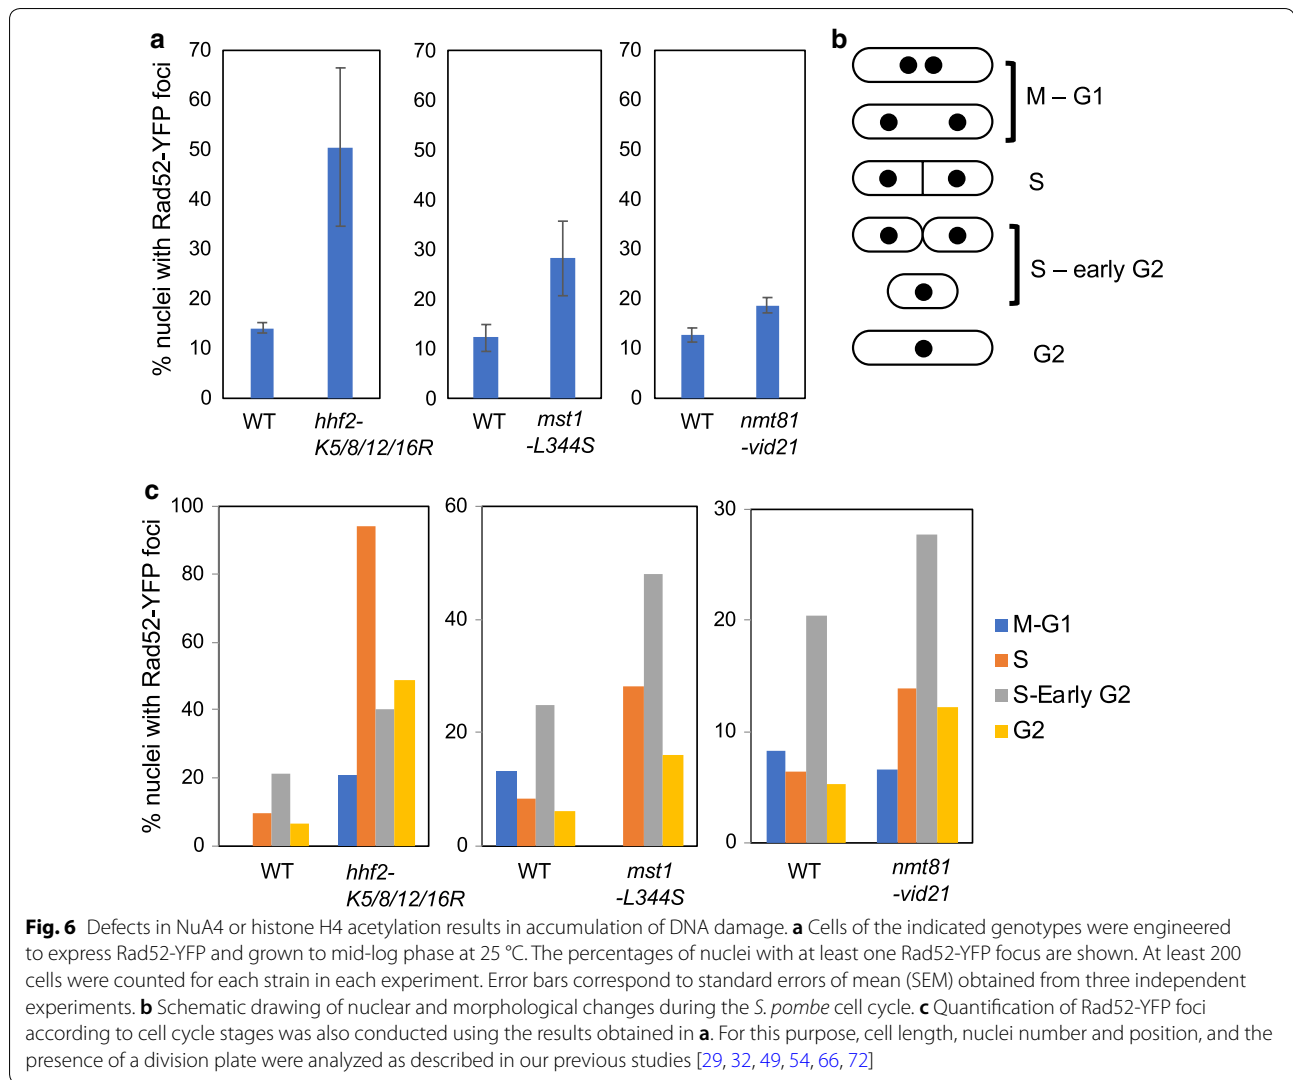 a
% nuclei with Rad52-YFP foci
70
60
50
40
30
20
10
0
WT
hhf2-
K5/8/12/16R
70
60
50
40
30
20
10
0
WT
mst1
-L344S
70
60
50
40
30
20
10
0
WT
nmt81
-vid21
b
M – G1
S
S – early G2
G2
c
% nuclei with Rad52-YFP foci
100
80
60
40
20
0
WT
hhf2-
K5/8/12/16R
60
40
20
0
WT
mst1
-L344S
30
20
10
0
WT
nmt81
-vid21
M-G1
S
S-Early G2
G2
Fig. 6 Defects in NuA4 or histone H4 acetylation results in accumulation of DNA damage. a Cells of the indicated genotypes were engineered
to express Rad52-YFP and grown to mid-log phase at 25 °C. The percentages of nuclei with at least one Rad52-YFP focus are shown. At least 200
cells were counted for each strain in each experiment. Error bars correspond to standard errors of mean (SEM) obtained from three independent
experiments. b Schematic drawing of nuclear and morphological changes during the S. pombe cell cycle. c Quantification of Rad52-YFP foci
according to cell cycle stages was also conducted using the results obtained in a. For this purpose, cell length, nuclei number and position, and the
presence of a division plate were analyzed as described in our previous studies [29, 32, 49, 54, 66, 72]